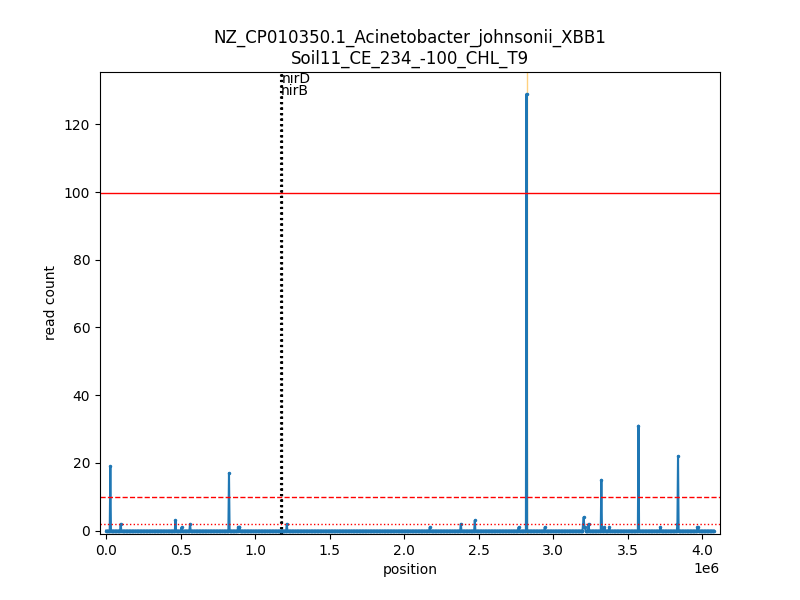 NZ_CP010350.1_Acinetobacter_johnsonii_XBB1
Soil11_CE_234_-100_CHL_T9
nirD
nirB
120
100
80
60
40
20
0
read count
0.0 0.5 1.0 1.5 2.0 2.5 3.0 3.5 4.0
1e6
position